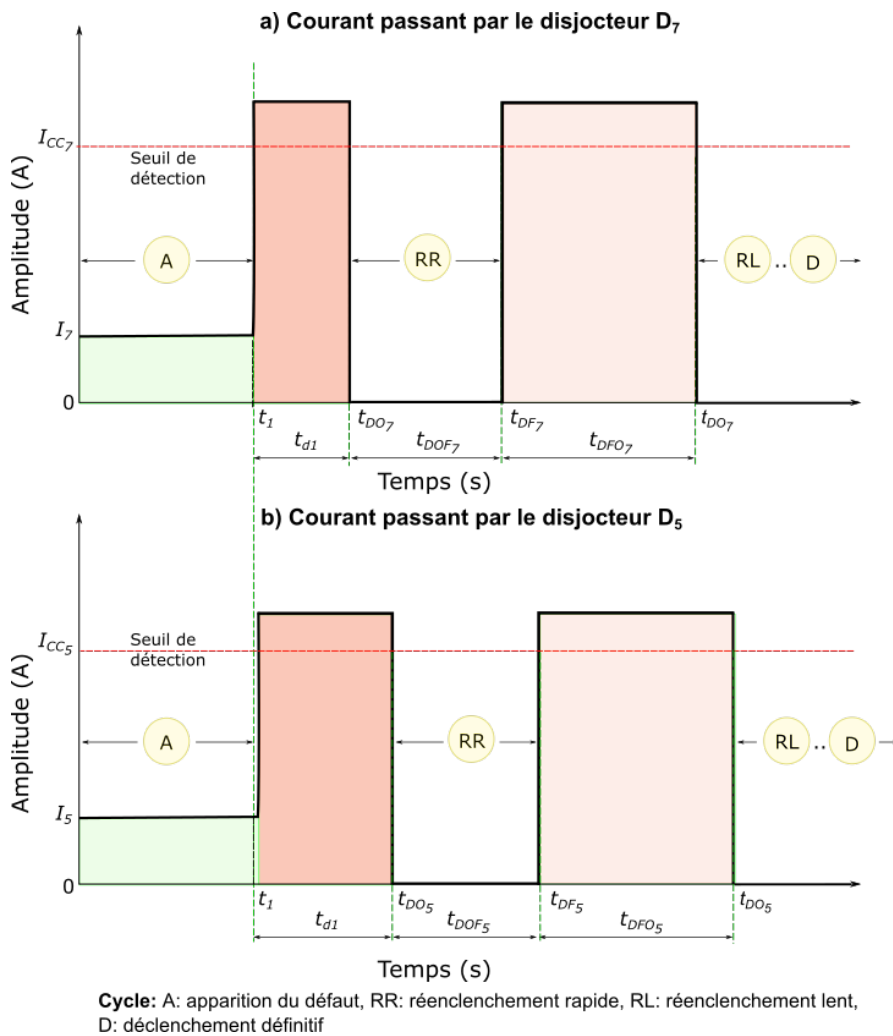 a) Courant passant par le disjocteur D7
Amplitude (A)
ICC7
Seuil de
détection
A
RR
RL .. D
I7
0
t1
tDO7
tDF7
tDO7
td1
tDOF7
tDFO7
Temps (s)
b) Courant passant par le disjocteur D5
Amplitude (A)
ICC5
Seuil de
détection
A
RR
RL .. D
I5
0
t1
tDO5
tDF5
tDO5
td1
tDOF5
tDFO5
Temps (s)
Cycle: A: apparition du défaut, RR: réenclenchement rapide, RL: réenclenchement lent,
D: déclenchement définitif